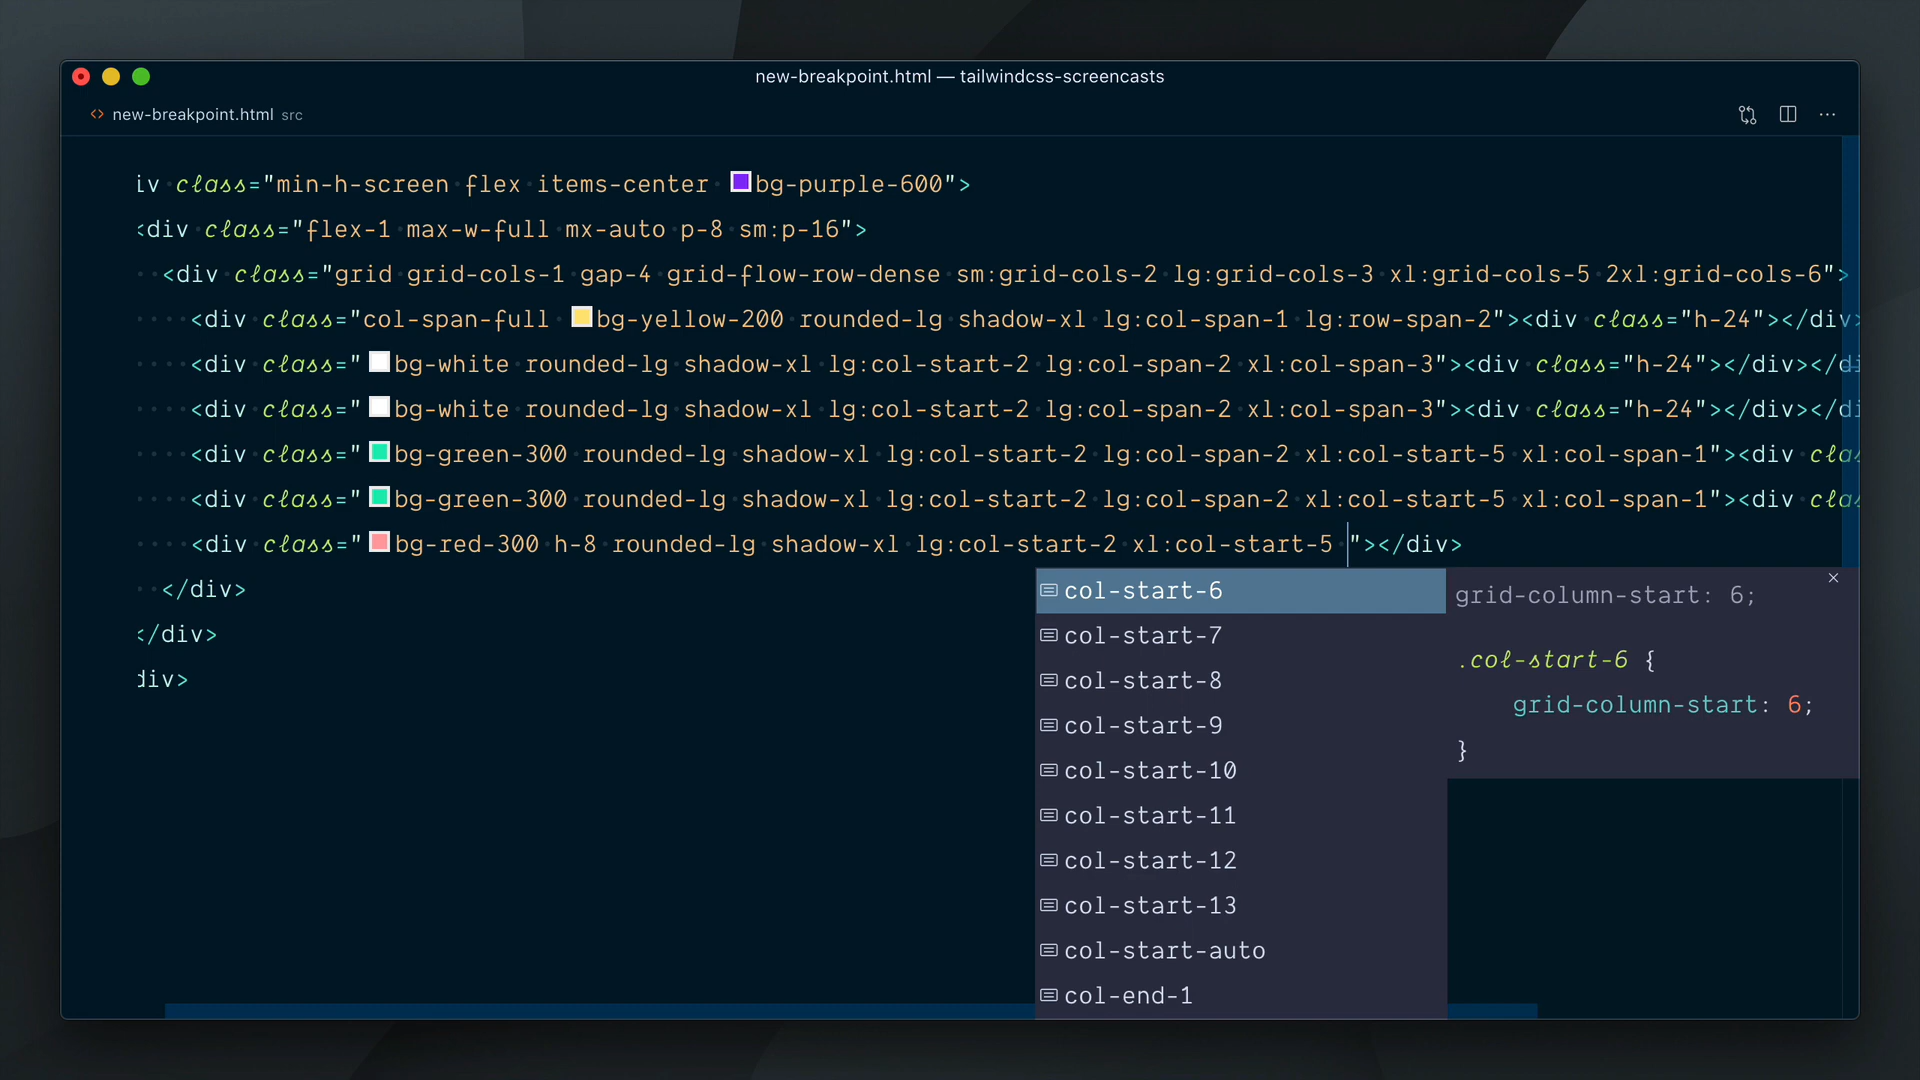 new-breakpoint.html — tailwindcss-screencasts
<> new-breakpoint.html src
iv class="min-h-screen flex items-center bg-purple-600">
<div class="flex-1 max-w-full mx-auto p-8 sm:p-16">
<div class="grid grid-cols-1 gap-4 grid-flow-row-dense sm:grid-cols-2 lg:grid-cols-3 xl:grid-cols-5 2xl:grid-cols-6">
<div class="col-span-full bg-yellow-200 rounded-lg shadow-xl lg:col-span-1 lg:row-span-2"><div class="h-24"></div>
<div class="bg-white rounded-lg shadow-xl lg:col-start-2 lg:col-span-2 xl:col-span-3"><div class="h-24"></div></di
<div class="bg-white rounded-lg shadow-xl lg:col-start-2 lg:col-span-2 xl:col-span-3"><div class="h-24"></div></di
<div class="bg-green-300 rounded-lg shadow-xl lg:col-start-2 lg:col-span-2 xl:col-start-5 xl:col-span-1"><div clas
<div class="bg-green-300 rounded-lg shadow-xl lg:col-start-2 lg:col-span-2 xl:col-start-5 xl:col-span-1"><div clas
<div class="bg-red-300 h-8 rounded-lg shadow-xl lg:col-start-2 xl:col-start-5 "></div>
</div>
</div>
div>
col-start-6
col-start-7
col-start-8
col-start-9
col-start-10
col-start-11
col-start-12
col-start-13
col-start-auto
col-end-1
grid-column-start: 6;
.col-start-6 {
grid-column-start: 6;
}